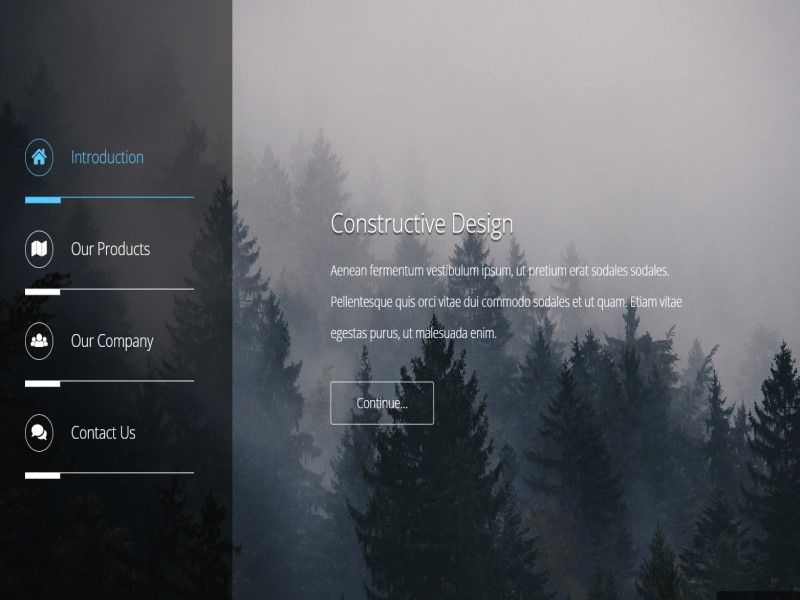 Introduction
Our Products
Our Company
Contact Us
Constructive Design
Aenean fermentum vestibulum ipsum, ut pretium erat sodales sodales.
Pellentesque quis orci vitae dui commodo sodales et ut quam. Etiam vitae
egestas purus, ut malesuada enim.
Continue...